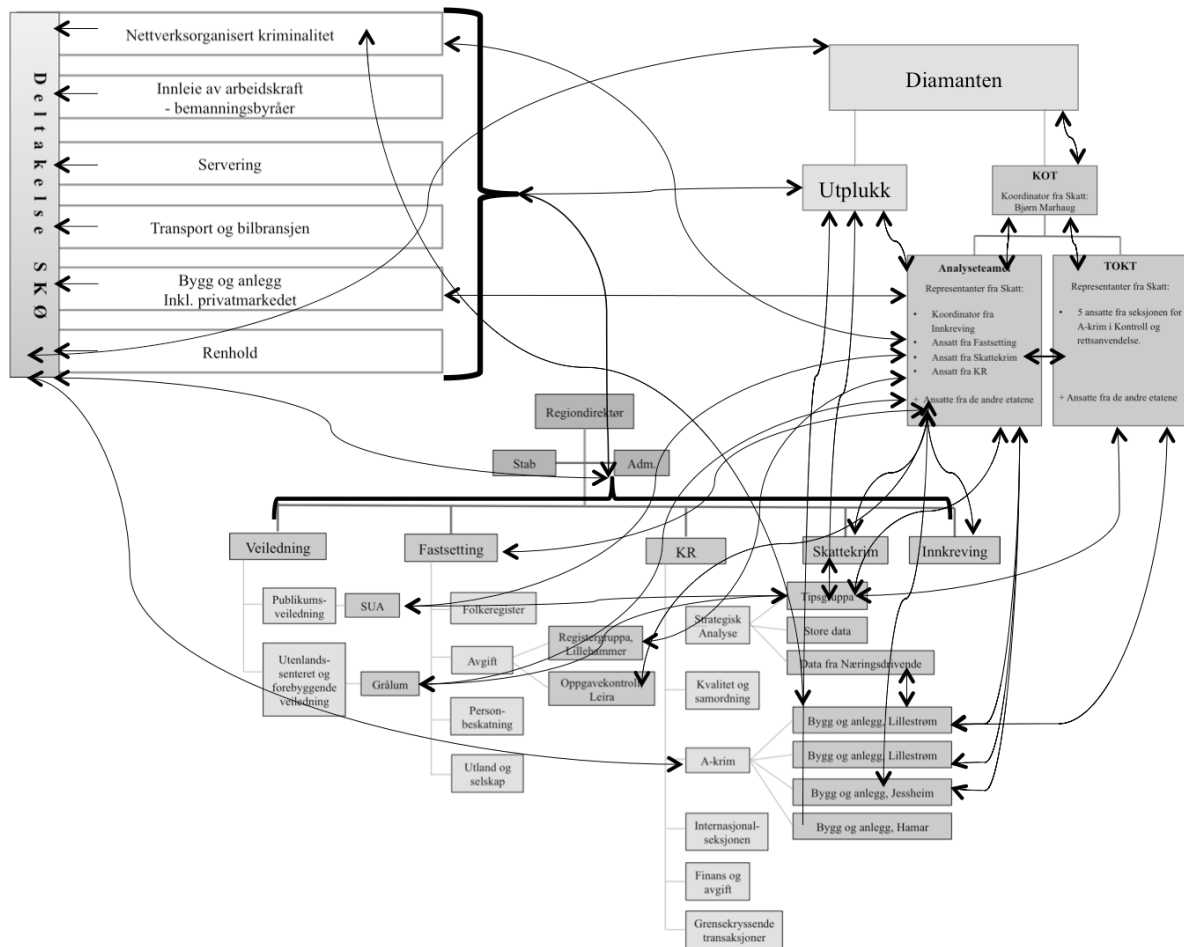 Deltakelse SKØ
Nettverksorganisert kriminalitet
Innleie av arbeidskraft
- bemanningsbyråer
Servering
Transport og bilbransjen
Bygg og anlegg
Inkl. privatmarkedet
Renhold
Diamanten
Utplukk
KOT
Koordinator fra Skatt:
Bjørn Marhaug
Analyseteamet
Representanter fra Skatt:
• Koordinator fra
Innkreving
• Ansatt fra Fastsetting
• Ansatt fra Skattekrim
• Ansatt fra KR
+ Ansatte fra de andre etatene
TOKT
Representanter fra Skatt:
• 5 ansatte fra seksjonen for
A-krim i Kontroll og
rettsanvendelse.
+ Ansatte fra de andre etatene
Regiondirektør
Stab
Adm.
Veiledning
Fastsetting
KR
Skattekrim
Innkreving
Publikums-
veiledning
SUA
Utenlands-
senteret og
forebyggende
veiledning
Grålum
Folkeregister
Avgift
Registergruppa,
Lillehammer
Oppgavekontroll,
Leira
Person-
beskatning
Utland og
selskap
Strategisk
Analyse
Tipsgruppa
Store data
Data fra Næringsdrivende
Kvalitet og
samordning
A-krim
Bygg og anlegg, Lillestrøm
Bygg og anlegg, Lillestrøm
Bygg og anlegg, Jessheim
Bygg og anlegg, Hamar
Internasjonal-
seksjonen
Finans og
avgift
Grensekryssende
transaksjoner